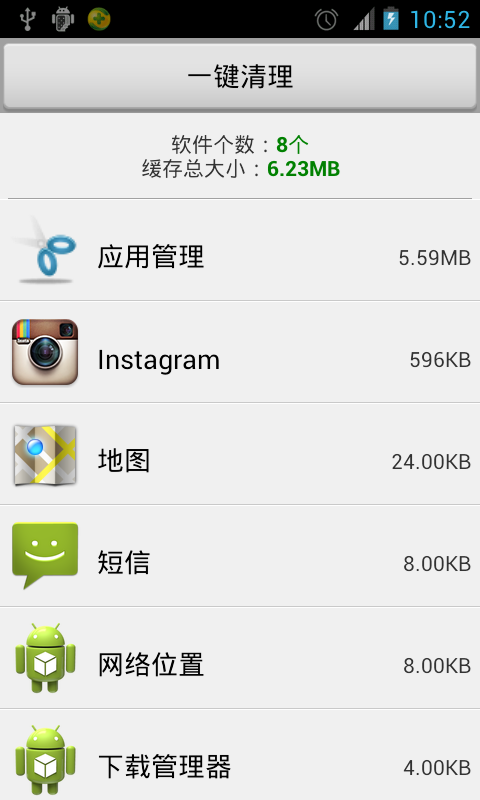 10:52
一键清理
软件个数：8个
缓存总大小：6.23MB
应用管理 5.59MB
Instagram 596KB
地图 24.00KB
短信 8.00KB
网络位置 8.00KB
下载管理器 4.00KB